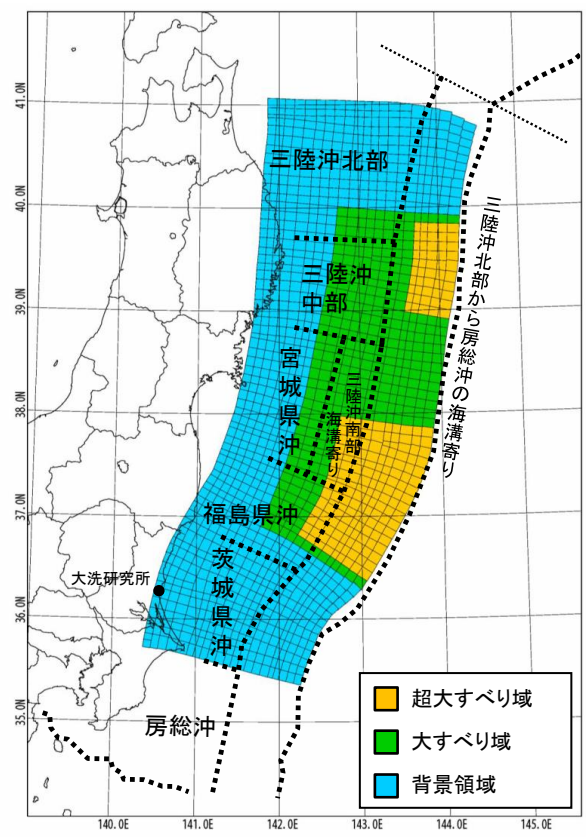 41.0N
40.0N
39.0N
38.0N
37.0N
36.0N
35.0N
三陸沖北部
三陸沖
中部
宮城県沖
三陸沖南部
海溝寄り
三陸沖北部から房総沖の海溝寄り
福島県沖
茨城県沖
大洗研究所
房総沖
超大すべり域
大すべり域
背景領域
140.0E
141.0E
142.0E
143.0E
144.0E
145.0E